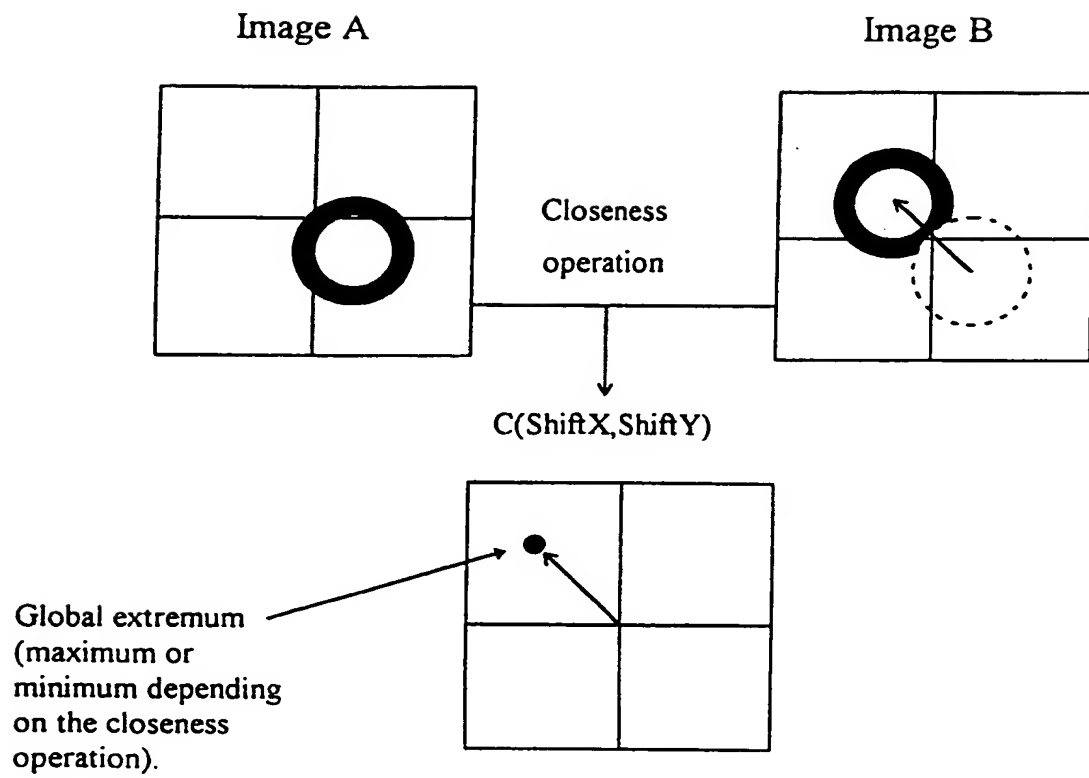 Image A
Image B
Closeness
operation
C(ShiftX,ShiftY)
Global extremum
(maximum or
minimum depending
on the closeness
operation).